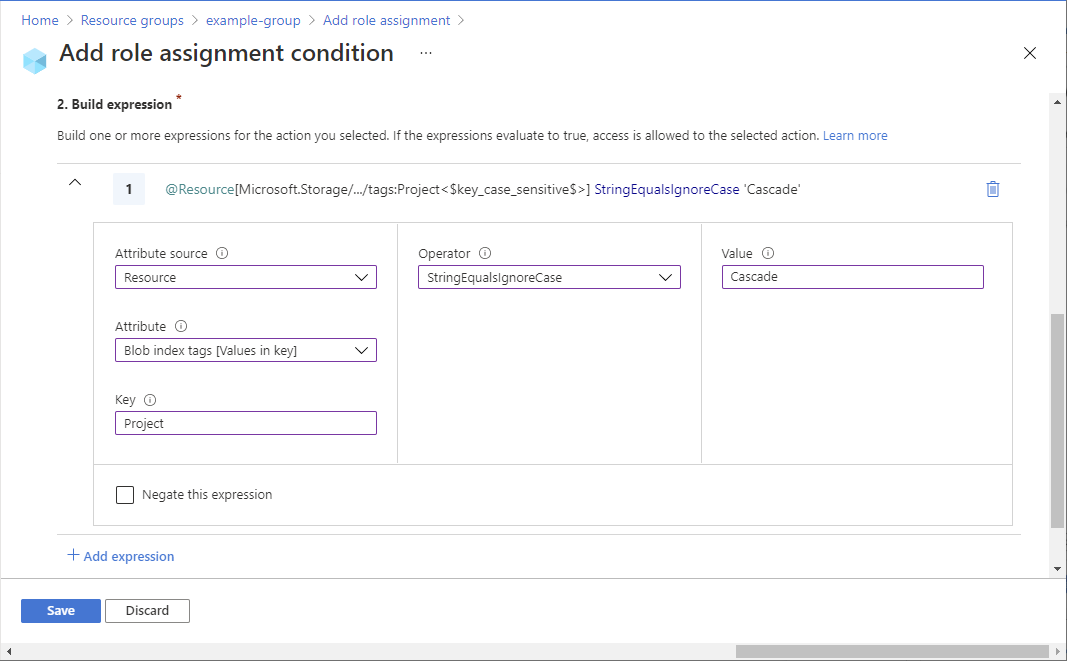 Home > Resource groups > example-group > Add role assignment >
Add role assignment condition ...
2. Build expression *
Build one or more expressions for the action you selected. If the expressions evaluate to true, access is allowed to the selected action. Learn more
1 @Resource[Microsoft.Storage/.../tags:Project<$key_case_sensitive$>] StringEqualsIgnoreCase 'Cascade'
Attribute source
Resource
Attribute
Blob index tags [Values in key]
Key
Project
Operator
StringEqualsIgnoreCase
Value
Cascade
Negate this expression
+ Add expression
Save Discard